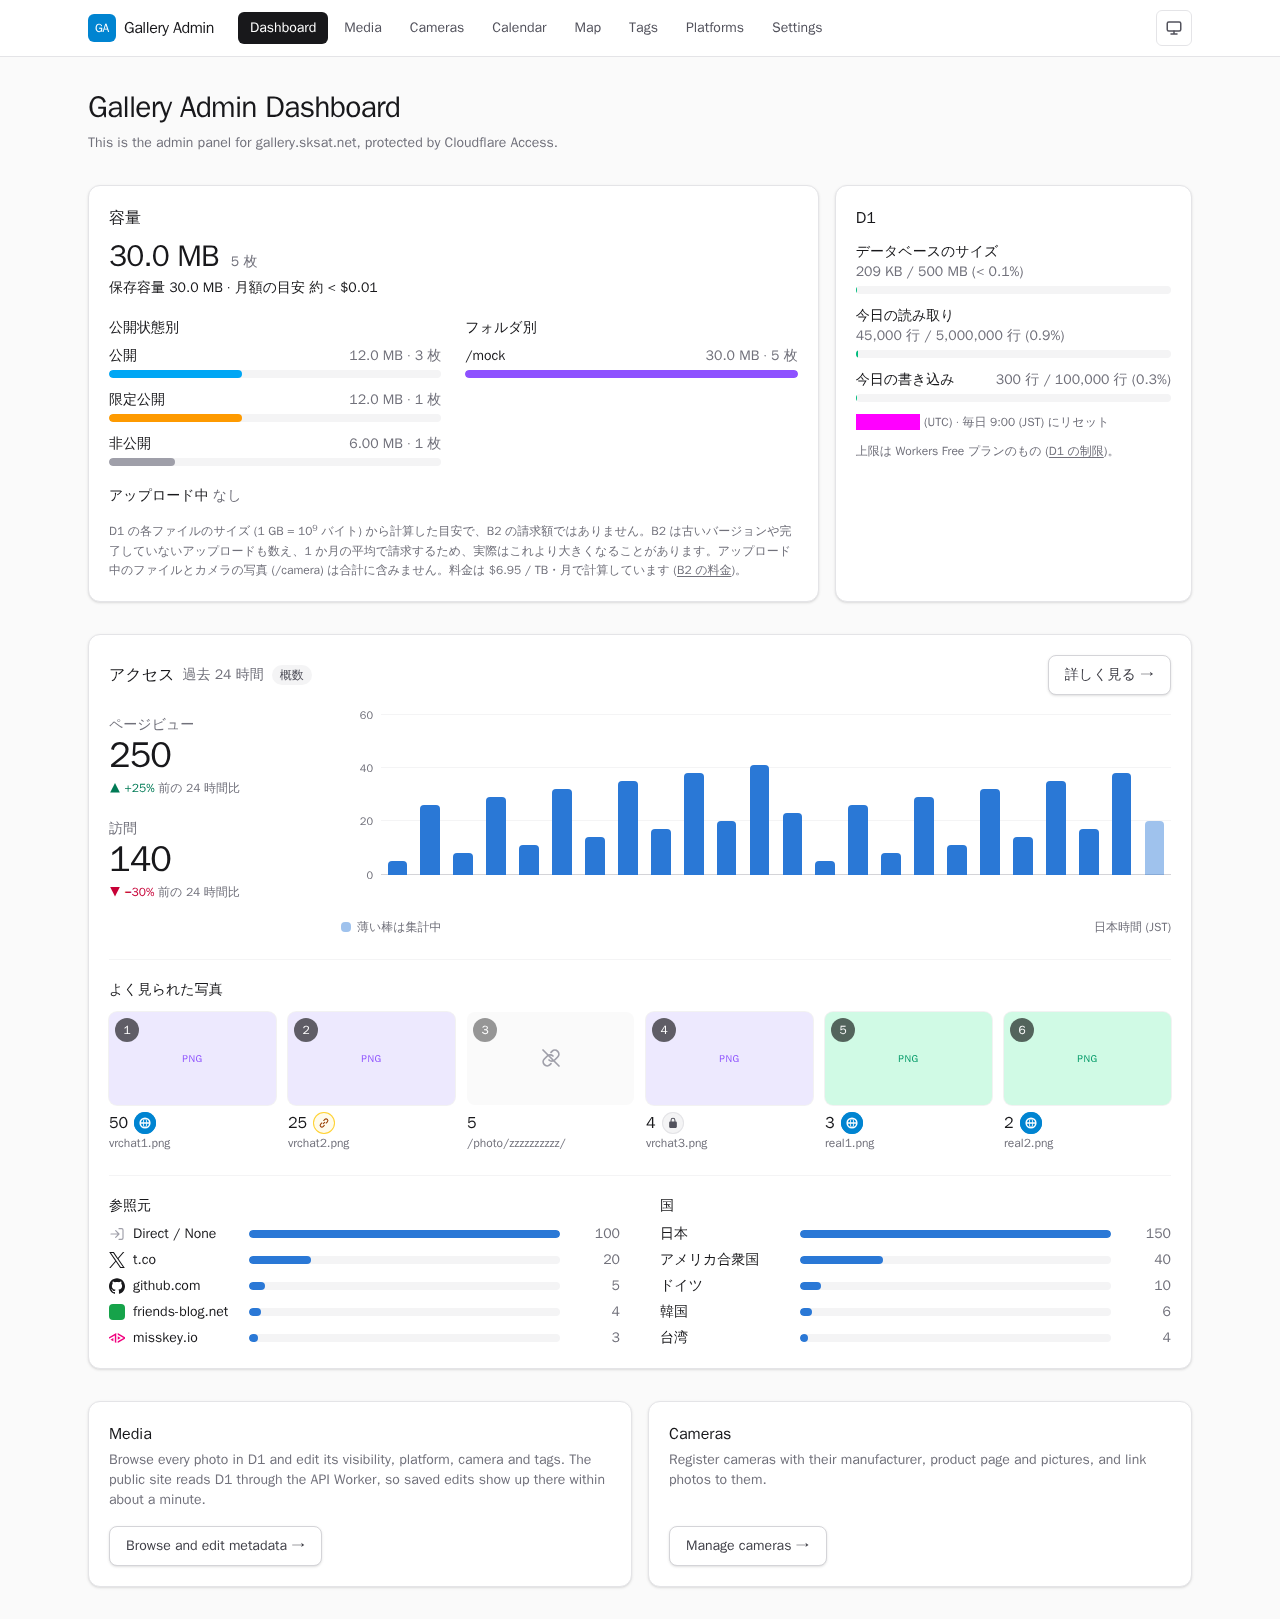 GA Gallery Admin Dashboard Media Cameras Calendar Map Tags Platforms Settings
Gallery Admin Dashboard
This is the admin panel for gallery.sksat.net, protected by Cloudflare Access.
容量
30.0 MB 5 枚
保存容量 30.0 MB · 月額の目安 約 < $0.01
公開状態別
公開 12.0 MB · 3 枚
限定公開 12.0 MB · 1 枚
非公開 6.00 MB · 1 枚
フォルダ別
/mock 30.0 MB · 5 枚
アップロード中 なし
D1 の各ファイルのサイズ (1 GB = 10⁹ バイト) から計算した目安で、B2 の請求額ではありません。B2 は古いバージョンや完
了していないアップロードも数え、1 か月の平均で請求するため、実際はこれより大きくなることがあります。アップロード
中のファイルとカメラの写真 (/camera) は合計に含みません。料金は $6.95 / TB・月で計算しています (B2 の料金)。
D1
データベースのサイズ
209 KB / 500 MB (< 0.1%)
今日の読み取り
45,000 行 / 5,000,000 行 (0.9%)
今日の書き込み 300 行 / 100,000 行 (0.3%)
(UTC) · 毎日 9:00 (JST) にリセット
上限は Workers Free プランのもの (D1 の制限)。
アクセス 過去 24 時間 概数
詳しく見る →
ページビュー
250
▲ +25% 前の 24 時間比
訪問
140
▼ −30% 前の 24 時間比
60
40
20
0
薄い棒は集計中 日本時間 (JST)
よく見られた写真
1 PNG
2 PNG
3
4 PNG
5 PNG
6 PNG
50
vrchat1.png
25
vrchat2.png
5
/photo/zzzzzzzzzz/
4
vrchat3.png
3
real1.png
2
real2.png
参照元
Direct / None 100
t.co 20
github.com 5
friends-blog.net 4
misskey.io 3
国
日本 150
アメリカ合衆国 40
ドイツ 10
韓国 6
台湾 4
Media
Browse every photo in D1 and edit its visibility, platform, camera and tags. The
public site reads D1 through the API Worker, so saved edits show up there within
about a minute.
Browse and edit metadata →
Cameras
Register cameras with their manufacturer, product page and pictures, and link
photos to them.
Manage cameras →